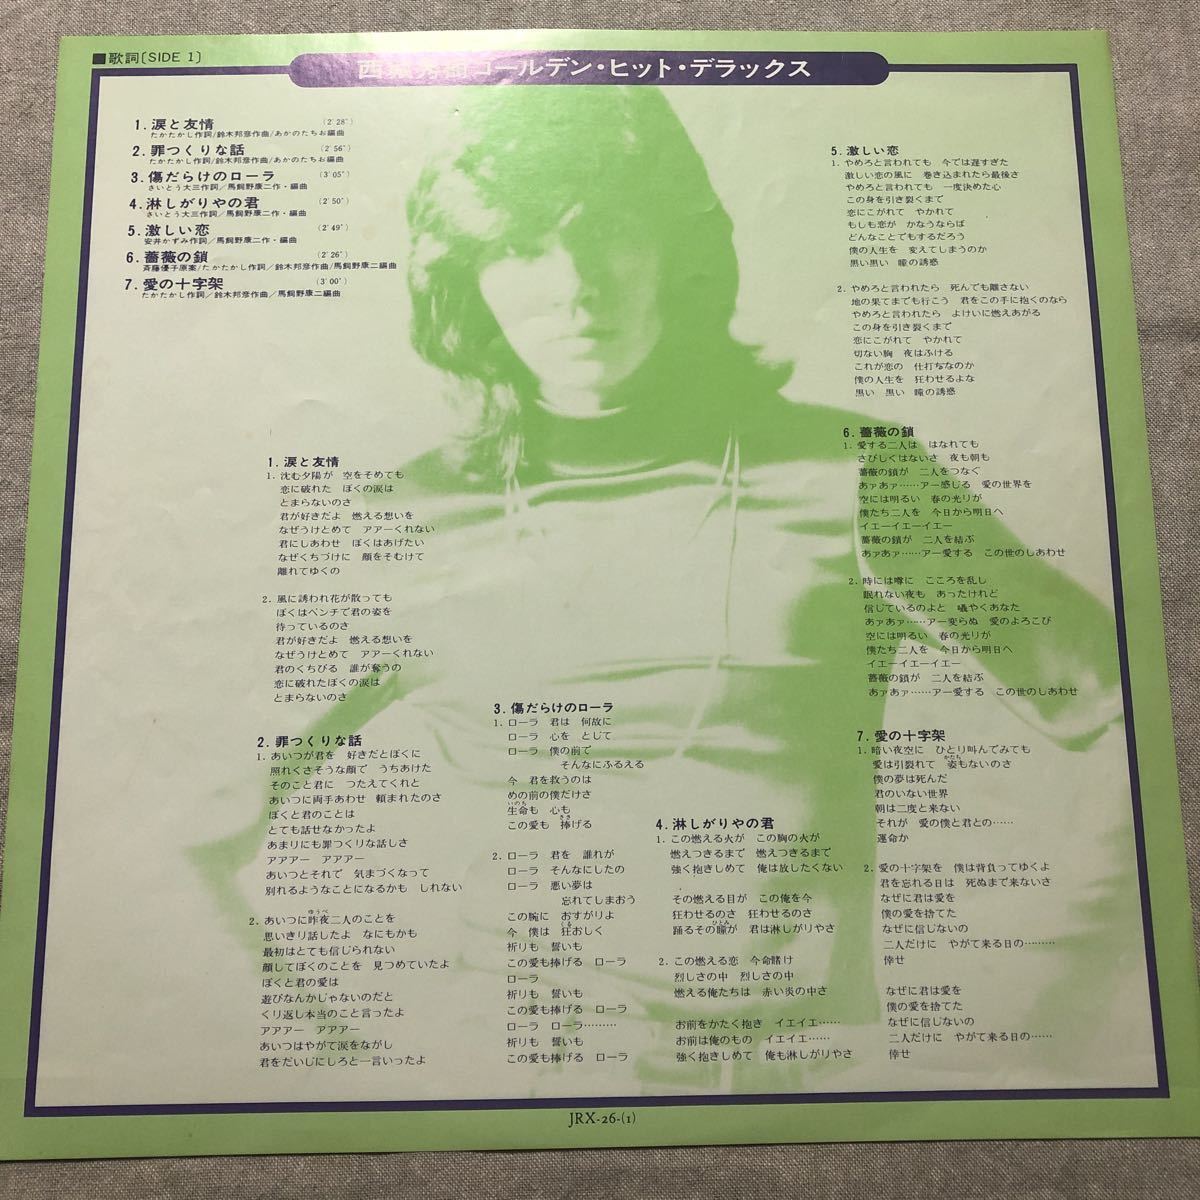 ■歌詞〔SIDE 1〕
西城秀樹ゴールデン・ヒット・デラックス
1. 涙と友情 (2′28″)
たかたかし作詞/鈴木邦彦作曲/あかのたちお編曲
2. 罪つくりな話 (2′56″)
たかたかし作詞/鈴木邦彦作曲/あかのたちお編曲
3. 傷だらけのローラ (3′05″)
さいとう大三作詞/馬飼野康二作・編曲
4. 淋しがりやの君 (2′50″)
さいとう大三作詞/馬飼野康二作・編曲
5. 激しい恋 (2′49″)
安井かずみ作詞/馬飼野康二作・編曲
6. 薔薇の鎖 (2′26″)
斉藤優子原案/たかたかし作詞/鈴木邦彦作曲/馬飼野康二編曲
7. 愛の十字架 (3′00″)
たかたかし作詞/鈴木邦彦作曲/馬飼野康二編曲
1. 涙と友情
1. 沈む夕陽が 空をそめても
恋に破れた ぼくの涙は
とまらないのさ
君が好きだよ 燃える想いを
なぜうけとめて アアーくれない
君にしあわせ ぼくはあげたい
なぜくちづけに 顔をそむけて
離れてゆくの
2. 風に誘われ花が散っても
ぼくはベンチで君の姿を
待っているのさ
君が好きだよ 燃える想いを
なぜうけとめて アアーくれない
君のくちびる 誰が奪うの
恋に破れたぼくの涙は
とまらないのさ
2. 罪つくりな話
1. あいつが君を 好きだとぼくに
照れくさそうな顔で うちあけた
そのこと君に つたえてくれと
あいつに両手あわせ 頼まれたのさ
ぼくと君のことは
とても話せなかったよ
あまりにも罪つくりな話しさ
アアアー アアアー
あいつとそれで 気まづくなって
別れるようなことになるかも しれない
2. あいつに昨夜二人のことを
ゆうべ
思いきり話したよ なにもかも
最初はとても信じられない
顔してぼくのことを 見つめていたよ
ぼくと君の愛は
遊びなんかじゃないのだと
くり返し本当のこと言ったよ
アアアー アアアー
あいつはやがて涙をながし
君をだいじにしろと一言いったよ
3. 傷だらけのローラ
1. ローラ 君は 何故に
ローラ 心を とじて
ローラ 僕の前で
そんなにふるえる
今 君を救うのは
めの前の僕だけさ
いのち
生命も 心も
ささ
この愛も 捧げる
2. ローラ 君を 誰れが
ローラ そんなにしたの
ローラ 悪い夢は
忘れてしまおう
この腕に おすがりよ
くる
今 僕は 狂おしく
祈りも 誓いも
この愛も捧げる ローラ
ローラ
祈りも 誓いも
この愛も捧げる ローラ
ローラ ローラ………
祈りも 誓いも
この愛も捧げる ローラ
4. 淋しがりやの君
1. この燃える火が この胸の火が
燃えつきるまで 燃えつきるまで
強く抱きしめて 俺は放したくない
その燃える目が この俺を今
狂わせるのさ 狂わせるのさ
ひとみ
踊るその瞳が 君は淋しがりやさ
2. この燃える恋 今命賭け
烈しさの中 烈しさの中
燃える俺たちは 赤い炎の中さ
お前をかたく抱き イエイエ……
お前は俺のもの イエイエ……
強く抱きしめて 俺も淋しがりやさ
5. 激しい恋
1. やめろと言われても 今では遅すぎた
激しい恋の風に 巻き込まれたら最後さ
やめろと言われても 一度決めた心
この身を引き裂くまで
恋にこがれて やかれて
もしも恋が かなうならば
どんなことでもするだろう
僕の人生を 変えてしまうのか
黒い黒い 瞳の誘惑
2. やめろと言われたら 死んでも離さない
地の果てまでも行こう 君をこの手に抱くのなら
やめろと言われたら よけいに燃えあがる
この身を引き裂くまで
恋にこがれて やかれて
切ない胸 夜はふける
これが恋の 仕打ちなのか
僕の人生を 狂わせるよな
黒い 黒い 瞳の誘惑
6. 薔薇の鎖
1. 愛する二人は はなれても
さびしくはないさ 夜も朝も
薔薇の鎖が 二人をつなぐ
あァあァ……アー感じる 愛の世界を
空には明るい 春の光りが
僕たち二人を 今日から明日へ
イエーイエーイエー
薔薇の鎖が 二人を結ぶ
あァあァ……アー愛する この世のしあわせ
2. 時には噂に こころを乱し
眠れない夜も あったけれど
信じているのよと 囁やくあなた
あァあァ……アー変らぬ 愛のよろこび
空には明るい 春の光りが
僕たち二人を 今日から明日へ
イエーイエーイエー
薔薇の鎖が 二人を結ぶ
あァあァ……アー愛する この世のしあわせ
7. 愛の十字架
1. 暗い夜空に ひとり叫んでみても
かたち
愛は引裂れて 姿もないのさ
僕の夢は死んだ
君のいない世界
朝は二度と来ない
それが 愛の僕と君との……
運命か
2. 愛の十字架を 僕は背負ってゆくよ
君を忘れる日は 死ぬまで来ないさ
なぜに君は愛を
僕の愛を捨てた
なぜに信じないの
二人だけに やがて来る日の………
倖せ
なぜに君は愛を
僕の愛を捨てた
なぜに信じないの
二人だけに やがて来る日の……
倖せ
JRX-26-(1)